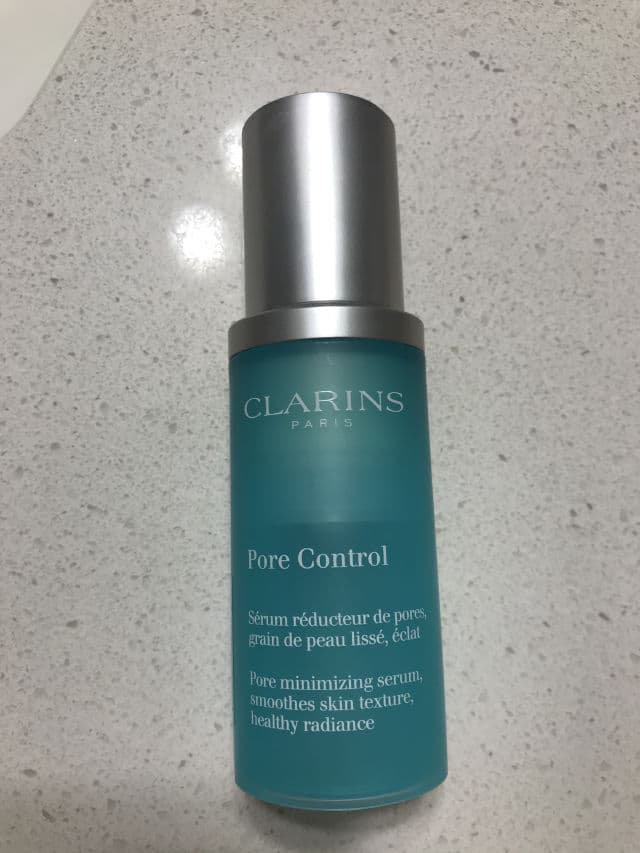 CLARINS
PARIS
Pore Control
Sérum réducteur de pores,
grain de peau lissé, éclat
Pore minimizing serum,
smoothes skin texture,
healthy radiance